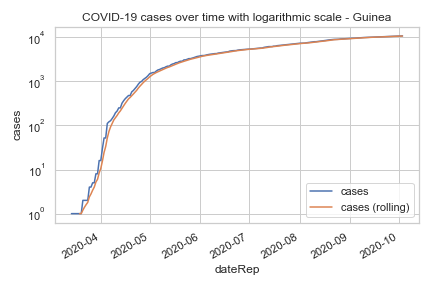 COVID-19 cases over time with logarithmic scale - Guinea
10⁴
10³
10²
10¹
10⁰
cases
cases
cases (rolling)
2020-04
2020-05
2020-06
2020-07
2020-08
2020-09
2020-10
dateRep